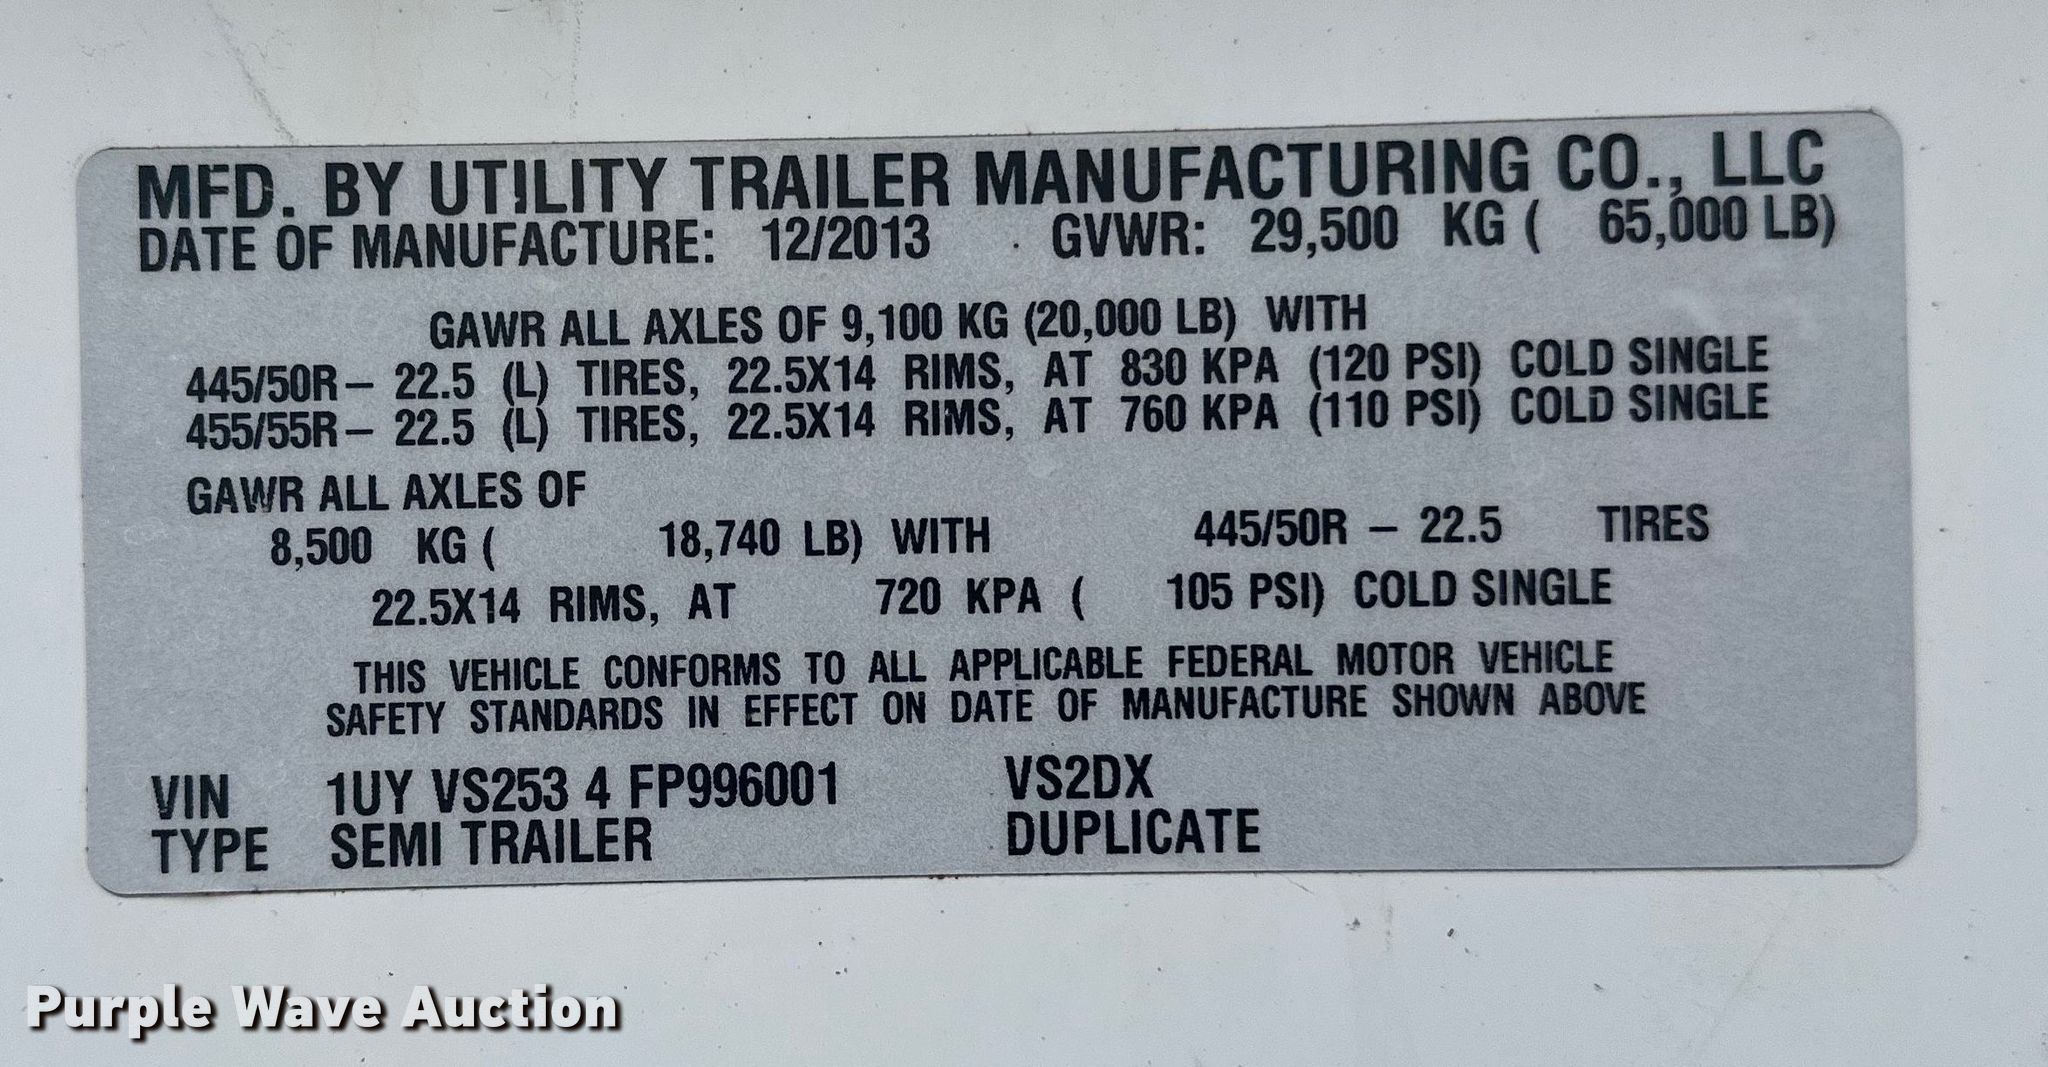 MFD. BY UTILITY TRAILER MANUFACTURING CO., LLC
DATE OF MANUFACTURE: 12/2013 GVWR: 29,500 KG ( 65,000 LB)
GAWR ALL AXLES OF 9,100 KG (20,000 LB) WITH
445/50R – 22.5 (L) TIRES, 22.5X14 RIMS, AT 830 KPA (120 PSI) COLD SINGLE
455/55R – 22.5 (L) TIRES, 22.5X14 RIMS, AT 760 KPA (110 PSI) COLD SINGLE
GAWR ALL AXLES OF
8,500 KG ( 18,740 LB) WITH 445/50R – 22.5 TIRES
22.5X14 RIMS, AT 720 KPA ( 105 PSI) COLD SINGLE
THIS VEHICLE CONFORMS TO ALL APPLICABLE FEDERAL MOTOR VEHICLE
SAFETY STANDARDS IN EFFECT ON DATE OF MANUFACTURE SHOWN ABOVE
VIN 1UY VS253 4 FP996001 VS2DX
TYPE SEMI TRAILER DUPLICATE
Purple Wave Auction